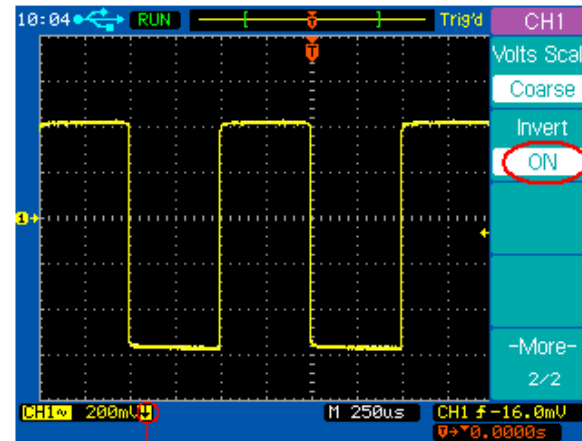 10:04 RUN T Trig'd CH1
T
Volts Scal
Coarse
Invert
ON
1
-More-
2/2
CH1~ 200mV M 250us CH1 -16.0mV
T→▼0.0000s